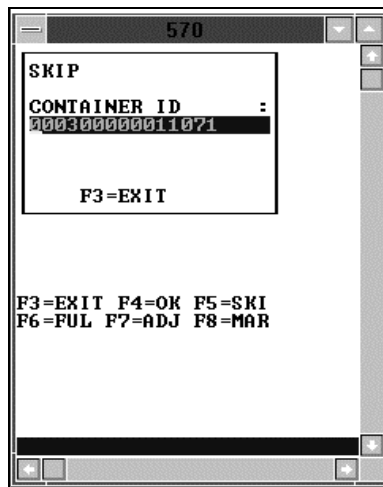 570
SKIP
CONTAINER ID :
000300000011071
F3=EXIT
F3=EXIT F4=OK F5=SKI
F6=FUL F7=ADJ F8=MAR